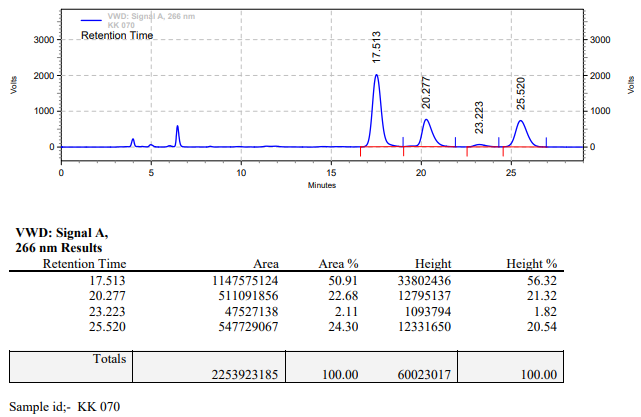 VWD: Signal A, 266 nm
KK 070
Retention Time
3000
2000
1000
0
Volts
3000
2000
1000
0
Volts
17.513
20.277
23.223
25.520
0 5 10 15 20 25
Minutes
VWD: Signal A,
266 nm Results
Retention Time Area Area % Height Height %
17.513 1147575124 50.91 33802436 56.32
20.277 511091856 22.68 12795137 21.32
23.223 47527138 2.11 1093794 1.82
25.520 547729067 24.30 12331650 20.54
Totals
2253923185 100.00 60023017 100.00
Sample id;- KK 070